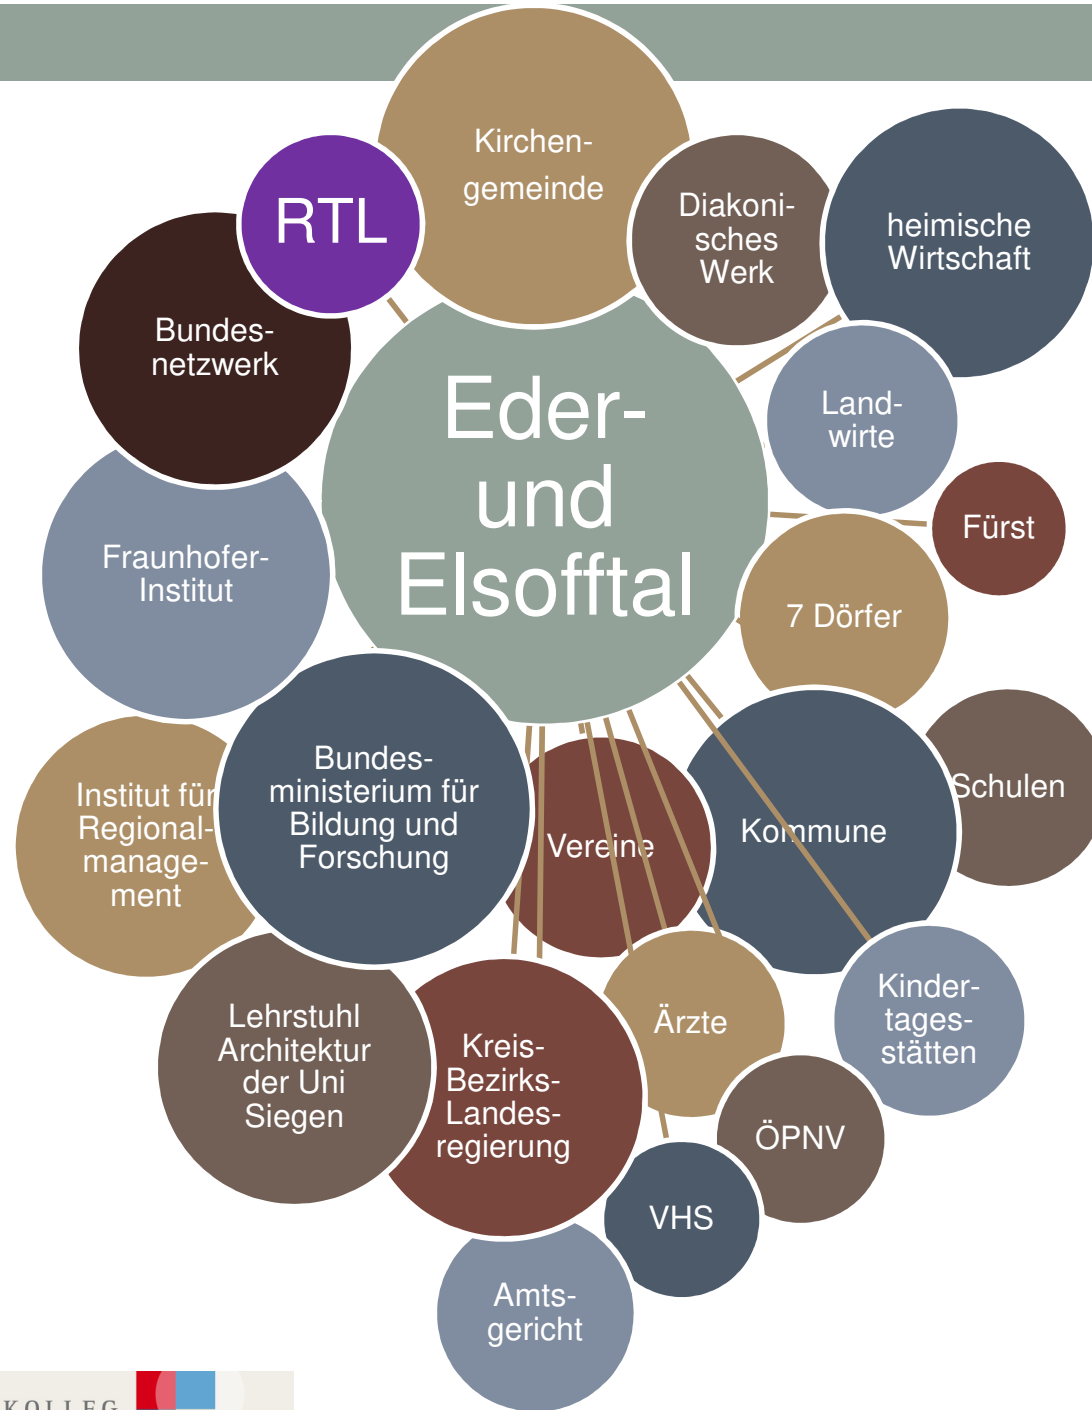 Kirchen-
gemeinde
RTL
Diakoni-
sches
Werk
heimische
Wirtschaft
Bundes-
netzwerk
Eder-
und
Elsofftal
Land-
wirte
Fürst
Fraunhofer-
Institut
7 Dörfer
Bundes-
ministerium für
Bildung und
Forschung
Institut für
Regional-
manage-
ment
Vereine
Kommune
Schulen
Lehrstuhl
Architektur
der Uni
Siegen
Kreis-
Bezirks-
Landes-
regierung
Ärzte
Kinder-
tages-
stätten
ÖPNV
VHS
Amts-
gericht
KOLLEG